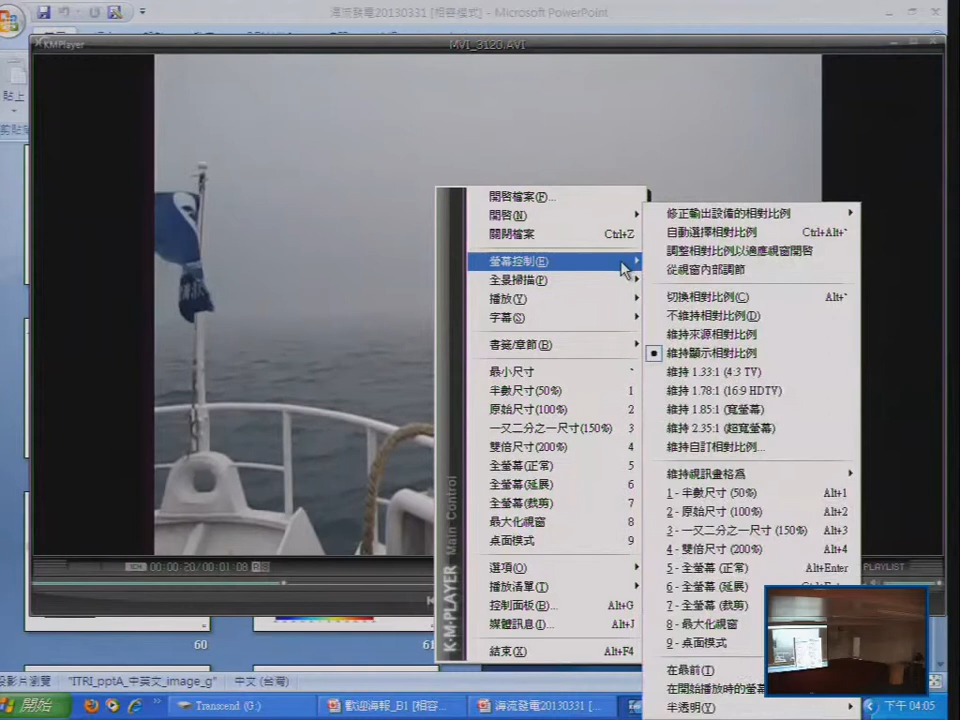 海流發電20130331 [相容模式] - Microsoft PowerPoint
KMPlayer
MVI_3120.AVI
貼上
開啓檔案(F)...
開啓(N)
關閉檔案 Ctrl+Z
螢幕控制(E)
全景掃描(P)
播放(Y)
字幕(S)
書籤/章節(B)
最小尺寸 `
半數尺寸(50%) 1
原始尺寸(100%) 2
一又二分之一尺寸(150%) 3
雙倍尺寸(200%) 4
全螢幕(正常) 5
全螢幕(延展) 6
全螢幕(裁剪) 7
最大化視窗 8
桌面模式 9
選項(O)
播放清單(T)
控制面板(B)... Alt+G
媒體訊息(I)... Alt+J
結束(X) Alt+F4
K·M·PLAYER Main Control
修正輸出設備的相對比例
自動選擇相對比例 Ctrl+Alt+`
調整相對比例以適應視窗開啓
從視窗內部調節
切換相對比例(C) Alt+`
不維持相對比例(D)
維持來源相對比例
維持顯示相對比例
維持 1.33:1 (4:3 TV)
維持 1.78:1 (16:9 HDTV)
維持 1.85:1 (寬螢幕)
維持 2.35:1 (超寬螢幕)
維持自訂相對比例...
維持視訊畫格爲
1 - 半數尺寸 (50%) Alt+1
2 - 原始尺寸 (100%) Alt+2
3 - 一又二分之一尺寸 (150%) Alt+3
4 - 雙倍尺寸 (200%) Alt+4
5 - 全螢幕 (正常) Alt+Enter
6 - 全螢幕 (延展)
7 - 全螢幕 (裁剪)
8 - 最大化視窗
9 - 桌面模式
在最前(T)
在開始播放時的螢幕
半透明(Y)
00:00:20/00:01:08
PLAYLIST
60
61
"ITRI_pptA_中英文_image_g"
中文 (台灣)
開始
Transcend (G:)
歡迎海報_B1 [相容...
海流發電20130331 [...
下午 04:05